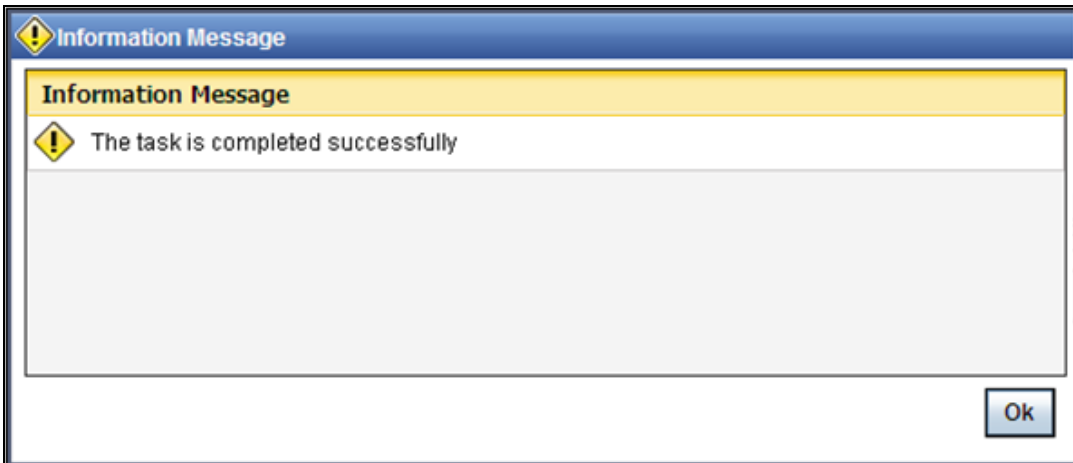 Information Message
Information Message
The task is completed successfully
Ok